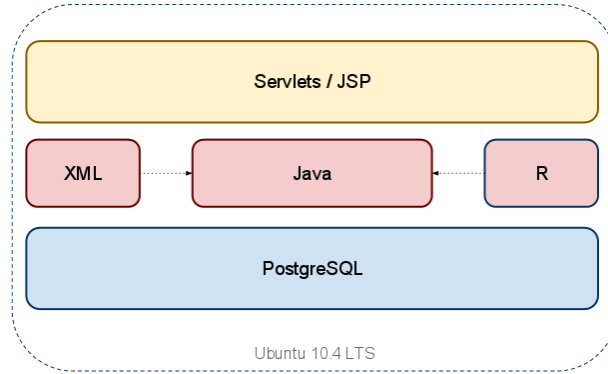 Servlets / JSP
XML
Java
R
PostgreSQL
Ubuntu 10.4 LTS